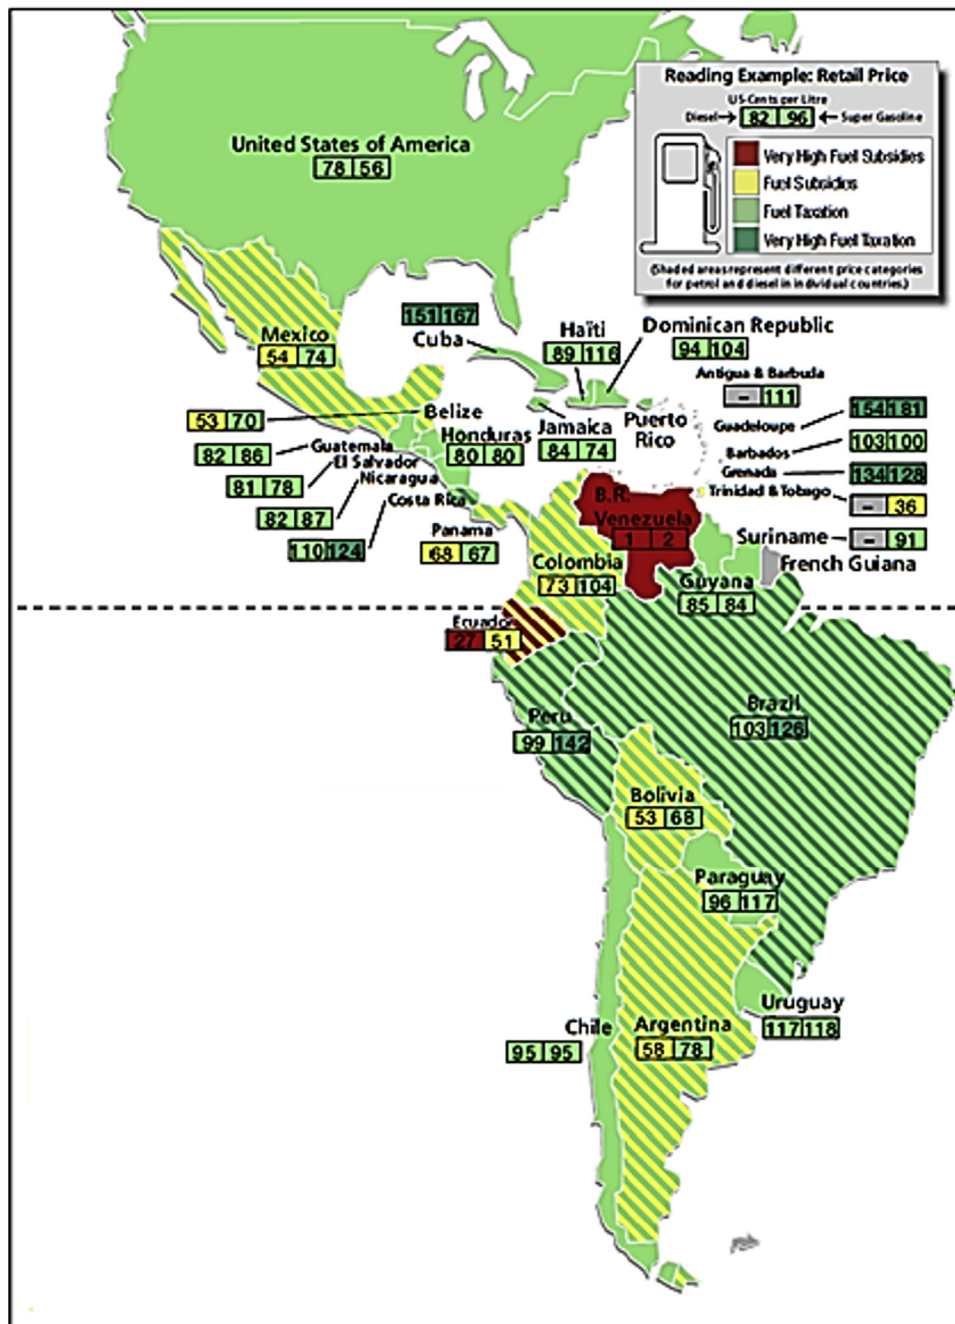 Reading Example: Retail Price
US-Cents per Litre
Diesel→ 82 96 ← Super Gasoline
Very High Fuel Subsidies
Fuel Subsidies
Fuel Taxation
Very High Fuel Taxation
(Shaded areas represent different price categories
for petrol and diesel in individual countries.)
United States of America
78 56
Mexico
54 74
151 167
Cuba
Haïti
89 116
Dominican Republic
94 104
Antigua & Barbuda
– 111
53 70
Belize
Guatemala
82 86
Honduras
80 80
Jamaica
84 74
Puerto
Rico
Guadeloupe
154 181
Barbados
103 100
Grenada
134 128
El Salvador
81 78
Nicaragua
82 87
Costa Rica
110 124
Panama
68 67
B.R.
Venezuela
1 2
Trinidad & Tobago
– 36
Suriname
– 91
French Guiana
Colombia
73 104
Guyana
85 84
Ecuador
27 51
Peru
99 142
Brazil
103 126
Bolivia
53 68
Paraguay
96 117
Uruguay
117 118
Chile
95 95
Argentina
58 78